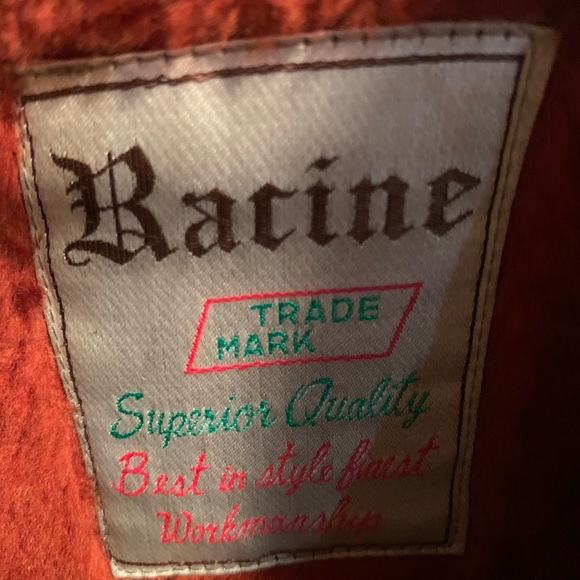 Racine
TRADE
MARK
Superior Quality
Best in style finest
Workmanship